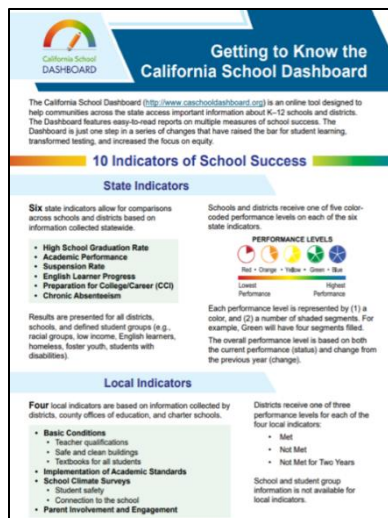 California School
DASHBOARD
Getting to Know the
California School Dashboard
The California School Dashboard (http://www.caschooldashboard.org) is an online tool designed to
help communities across the state access important information about K–12 schools and districts.
The Dashboard features easy-to-read reports on multiple measures of school success. The
Dashboard is just one step in a series of changes that have raised the bar for student learning,
transformed testing, and increased the focus on equity.
10 Indicators of School Success
State Indicators
Six state indicators allow for comparisons
across schools and districts based on
information collected statewide.
• High School Graduation Rate
• Academic Performance
• Suspension Rate
• English Learner Progress
• Preparation for College/Career (CCI)
• Chronic Absenteeism
Results are presented for all districts,
schools, and defined student groups (e.g.,
racial groups, low income, English learners,
homeless, foster youth, students with
disabilities).
Schools and districts receive one of five color-
coded performance levels on each of the six
state indicators.
PERFORMANCE LEVELS
Red • Orange • Yellow • Green • Blue
Lowest Performance
Highest Performance
Each performance level is represented by (1) a
color, and (2) a number of shaded segments. For
example, Green will have four segments filled.
The overall performance level is based on both
the current performance (status) and change from
the previous year (change).
Local Indicators
Four local indicators are based on information collected by
districts, county offices of education, and charter schools.
• Basic Conditions
• Teacher qualifications
• Safe and clean buildings
• Textbooks for all students
• Implementation of Academic Standards
• School Climate Surveys
• Student safety
• Connection to the school
• Parent Involvement and Engagement
Districts receive one of three
performance levels for each of the
four local indicators:
• Met
• Not Met
• Not Met for Two Years
School and student group
information is not available for
local indicators.